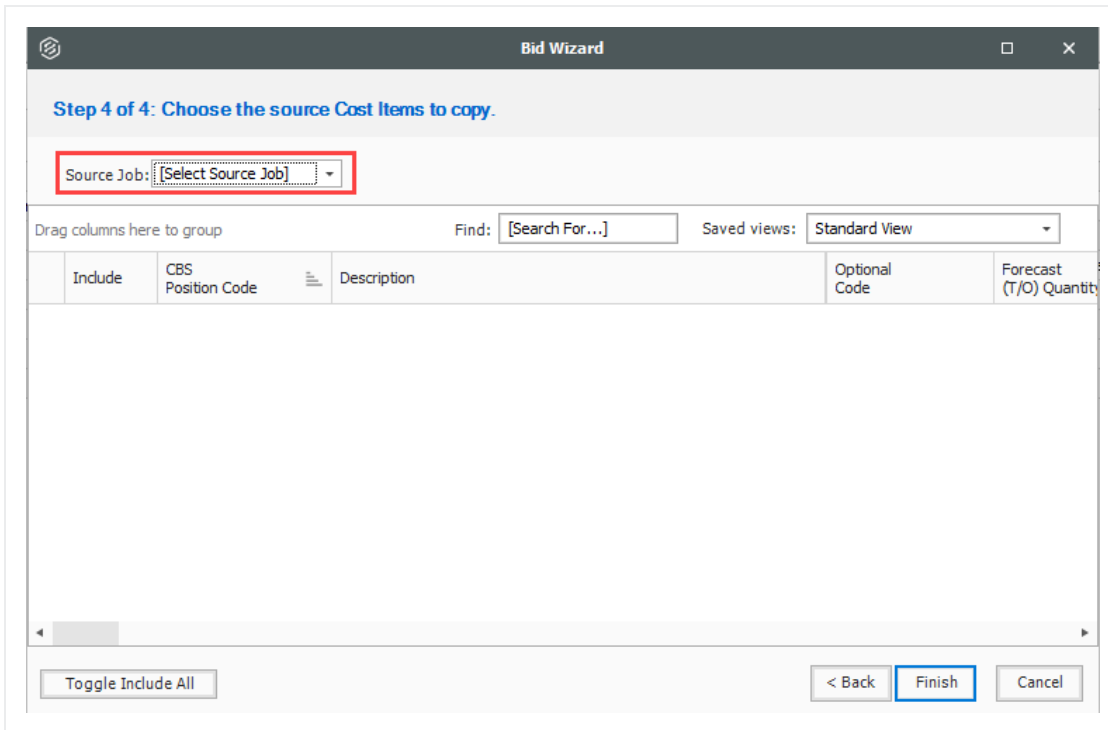 Bid Wizard
Step 4 of 4: Choose the source Cost Items to copy.
Source Job: [Select Source Job]
Drag columns here to group Find: [Search For...] Saved views: Standard View
Include CBS Position Code Description Optional Code Forecast (T/O) Quantity
Toggle Include All < Back Finish Cancel